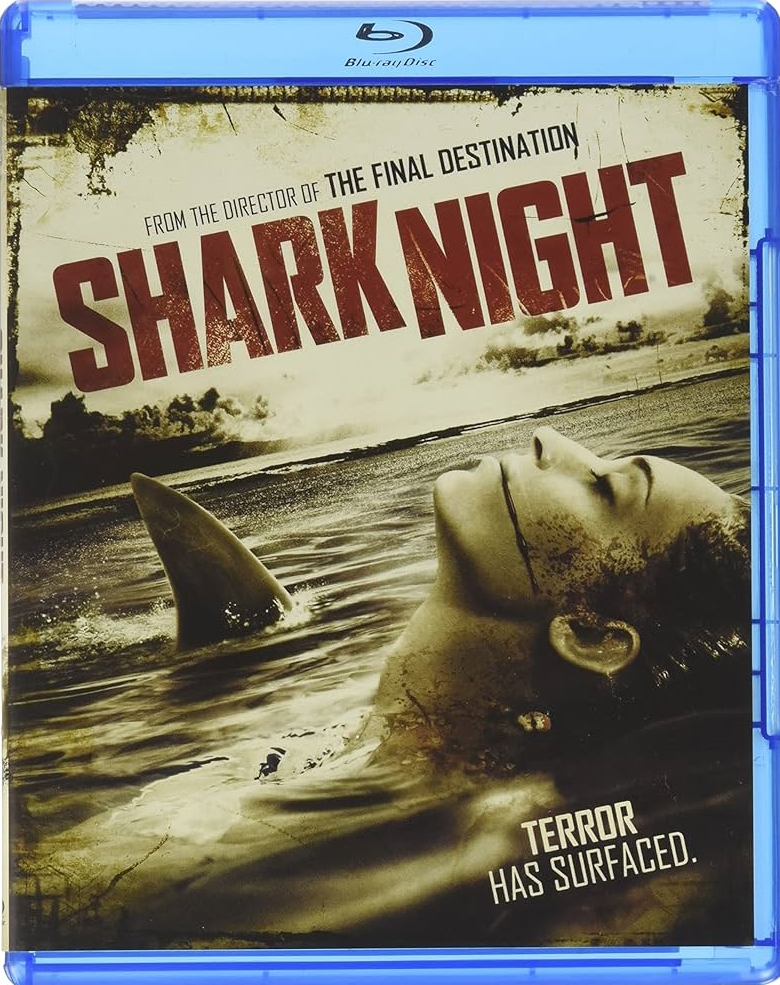 Blu-ray Disc
FROM THE DIRECTOR OF THE FINAL DESTINATION
SHARK NIGHT
TERROR
HAS SURFACED.